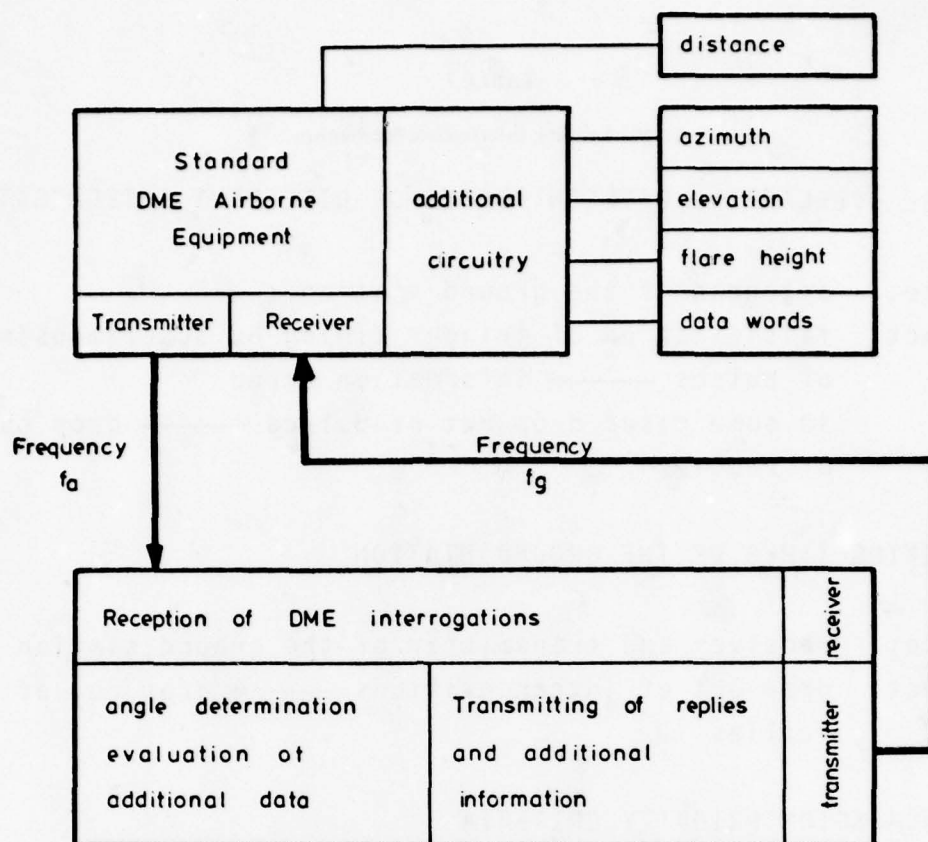 distance
Standard
DME Airborne
Equipment
additional
circuitry
azimuth
elevation
flare height
data words
Transmitter
Receiver
Frequency
fa
Frequency
fg
Reception of DME interrogations
receiver
angle determination
evaluation of
additional data
Transmitting of replies
and additional
information
transmitter